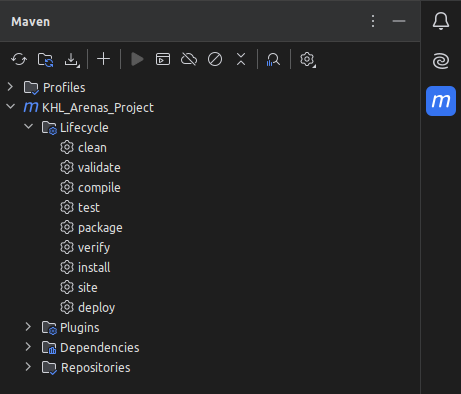 Maven
Profiles
m KHL_Arenas_Project
Lifecycle
clean
validate
compile
test
package
verify
install
site
deploy
Plugins
Dependencies
Repositories
m